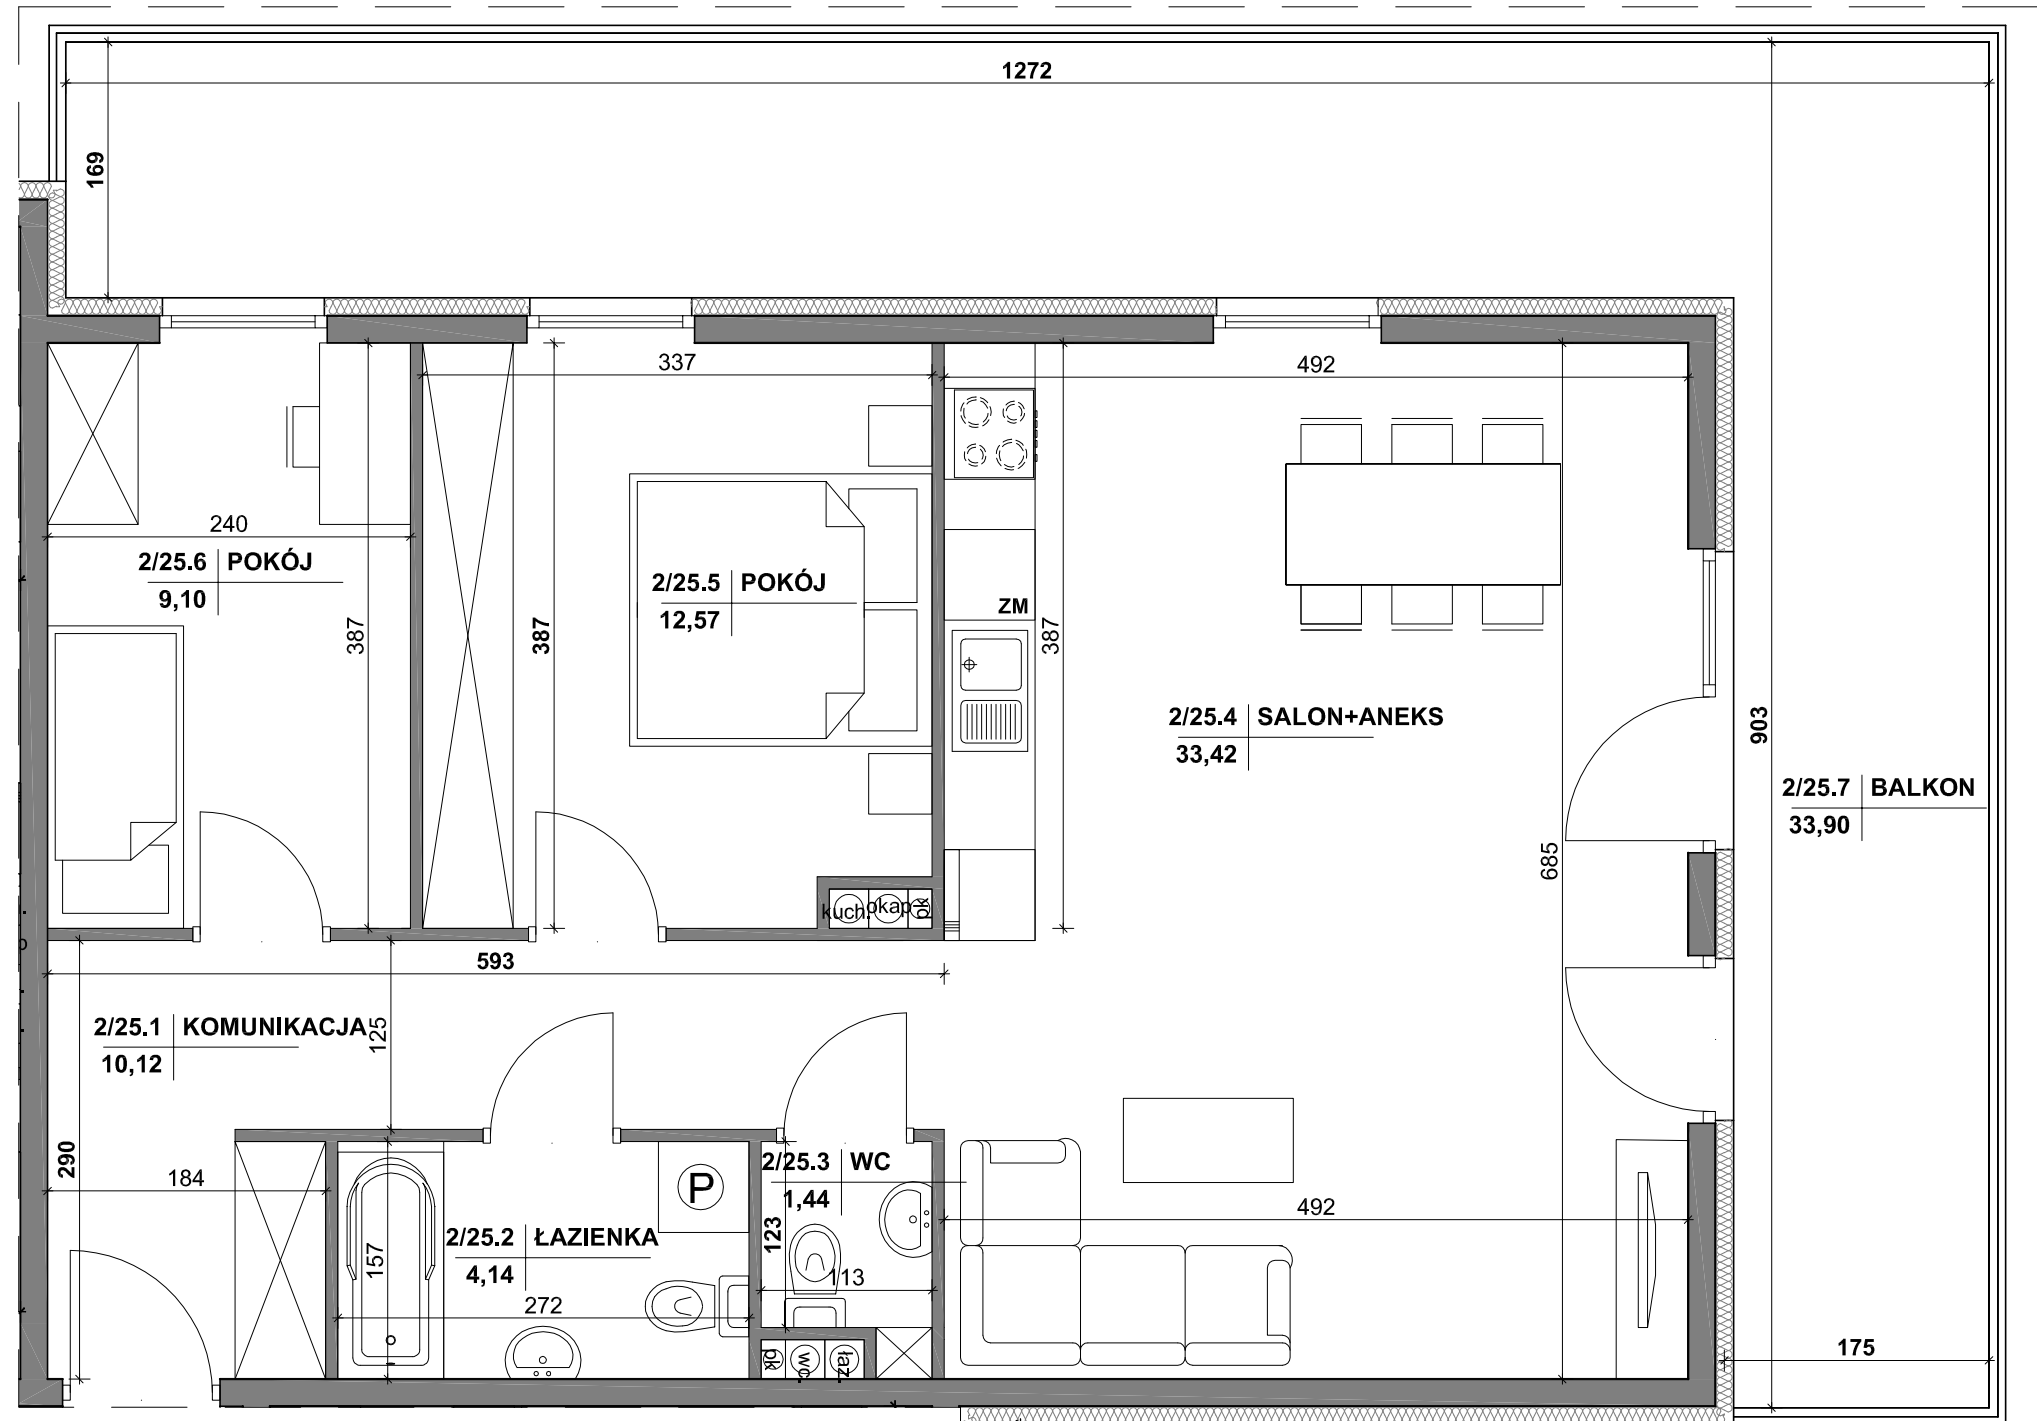 1272
169
337
492
240
2/25.6 POKÓJ
9,10
387
387
2/25.5 POKÓJ
12,57
ZM
387
2/25.4 SALON+ANEKS
33,42
903
2/25.7 BALKON
33,90
685
kuch. okap pk
593
2/25.1 KOMUNIKACJA
10,12
125
290
184
157
P
2/25.2 ŁAZIENKA
4,14
272
2/25.3 WC
1,44
123
113
492
175
pk wc. łaz.